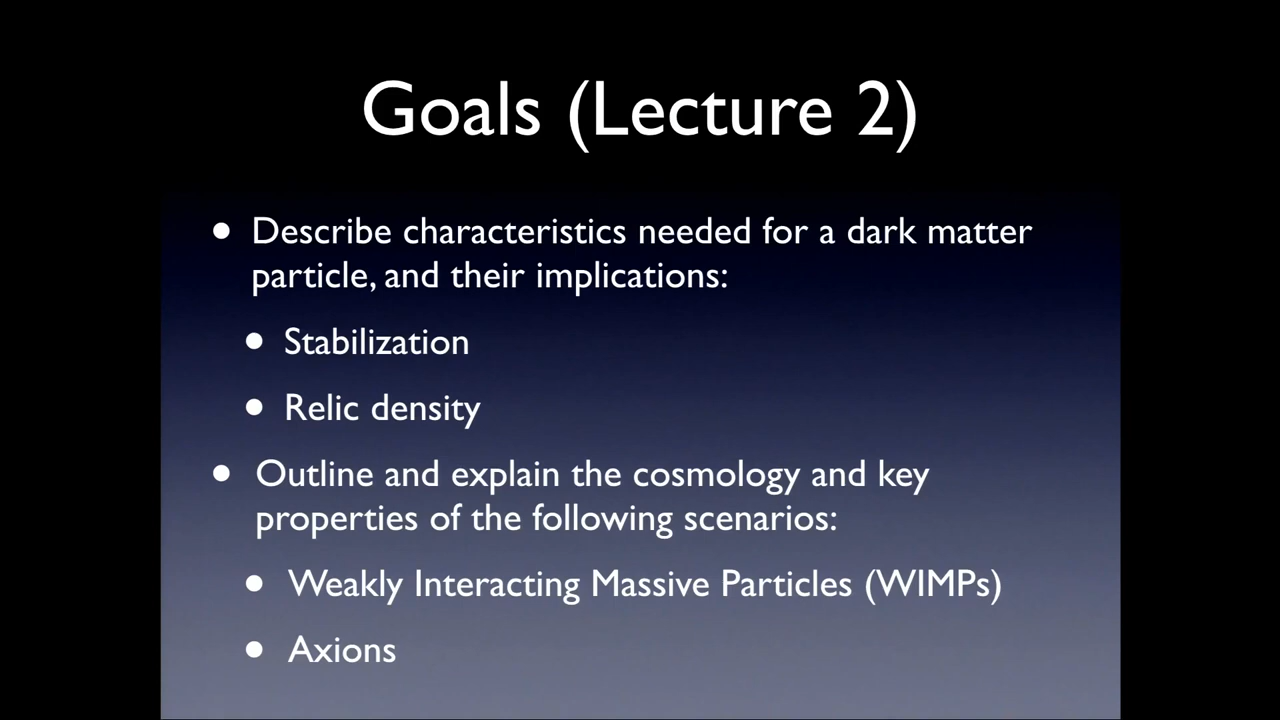 Goals (Lecture 2)
• Describe characteristics needed for a dark matter
particle, and their implications:
• Stabilization
• Relic density
• Outline and explain the cosmology and key
properties of the following scenarios:
• Weakly Interacting Massive Particles (WIMPs)
• Axions